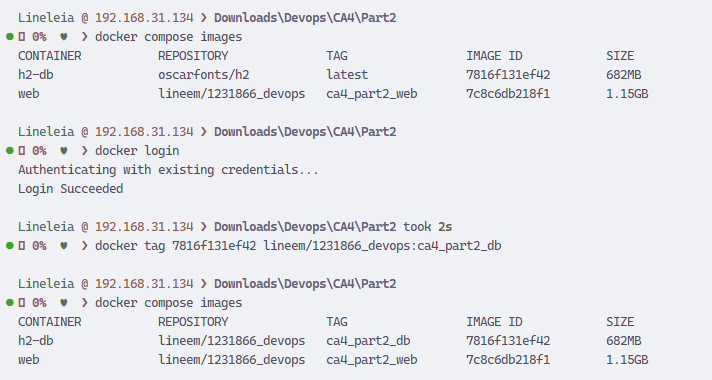 Lineleia @ 192.168.31.134 ❯ Downloads\Devops\CA4\Part2
0% ♥ ❯ docker compose images
CONTAINER REPOSITORY TAG IMAGE ID SIZE
h2-db oscarfonts/h2 latest 7816f131ef42 682MB
web lineem/1231866_devops ca4_part2_web 7c8c6db218f1 1.15GB
Lineleia @ 192.168.31.134 ❯ Downloads\Devops\CA4\Part2
0% ♥ ❯ docker login
Authenticating with existing credentials...
Login Succeeded
Lineleia @ 192.168.31.134 ❯ Downloads\Devops\CA4\Part2 took 2s
0% ♥ ❯ docker tag 7816f131ef42 lineem/1231866_devops:ca4_part2_db
Lineleia @ 192.168.31.134 ❯ Downloads\Devops\CA4\Part2
0% ♥ ❯ docker compose images
CONTAINER REPOSITORY TAG IMAGE ID SIZE
h2-db lineem/1231866_devops ca4_part2_db 7816f131ef42 682MB
web lineem/1231866_devops ca4_part2_web 7c8c6db218f1 1.15GB